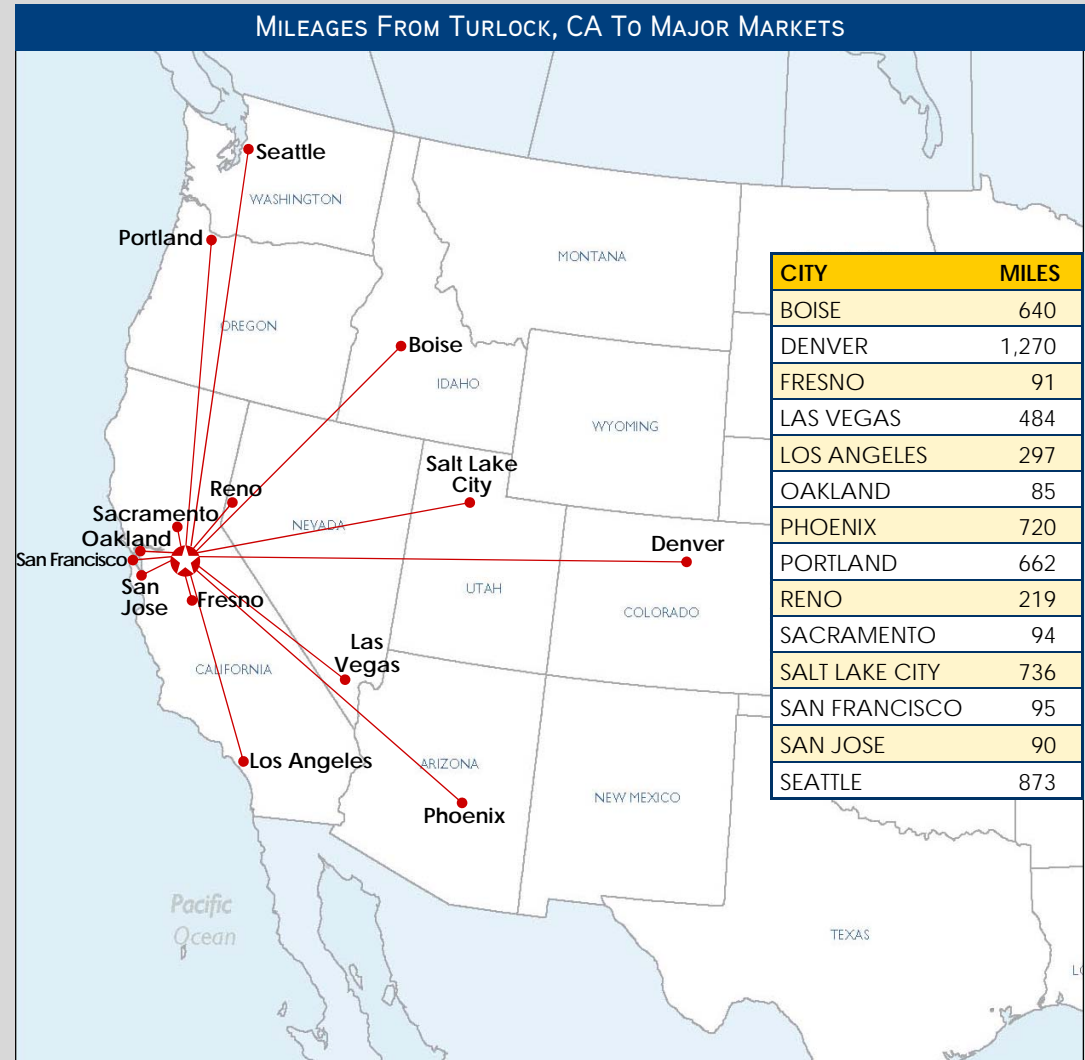 MILEAGES FROM TURLOCK, CA TO MAJOR MARKETS
Seattle
WASHINGTON
Portland
MONTANA
OREGON
Boise
IDAHO
WYOMING
Salt Lake
City
Reno
Sacramento
NEVADA
Oakland
San Francisco
Denver
San
Jose
Fresno
UTAH
COLORADO
Las
Vegas
CALIFORNIA
Los Angeles
ARIZONA
Phoenix
NEW MEXICO
Pacific
Ocean
TEXAS
CITY MILES
BOISE 640
DENVER 1,270
FRESNO 91
LAS VEGAS 484
LOS ANGELES 297
OAKLAND 85
PHOENIX 720
PORTLAND 662
RENO 219
SACRAMENTO 94
SALT LAKE CITY 736
SAN FRANCISCO 95
SAN JOSE 90
SEATTLE 873